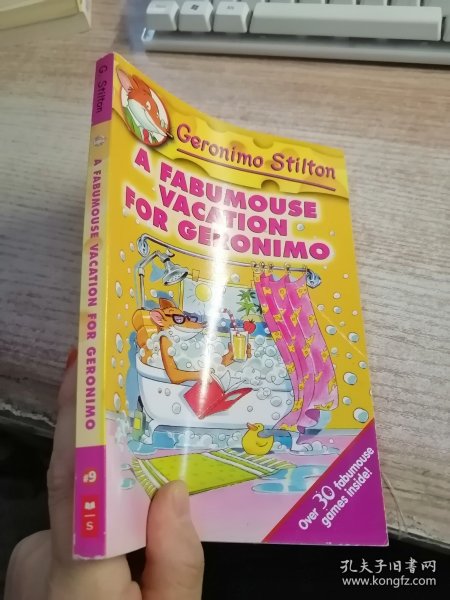 G Stilton
A FABUMOUSE VACATION FOR GERONIMO
#9
S
Geronimo Stilton
A FABUMOUSE
VACATION
FOR GERONIMO
Over 30 fabumouse
games inside!
孔夫子旧书网
www.kongfz.com